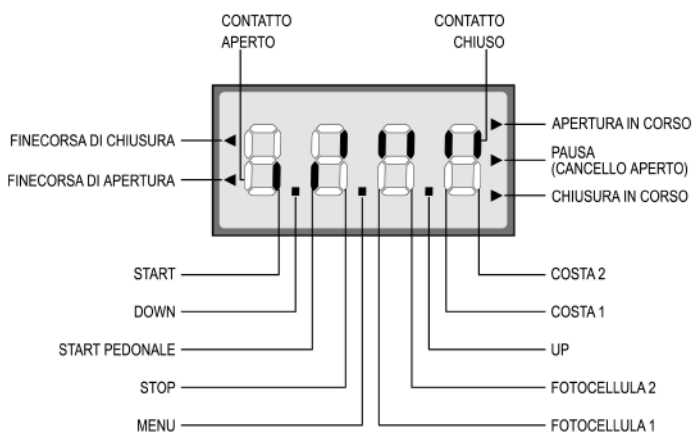 CONTATTO
APERTO
CONTATTO
CHIUSO
FINECORSA DI CHIUSURA
FINECORSA DI APERTURA
APERTURA IN CORSO
PAUSA
(CANCELLO APERTO)
CHIUSURA IN CORSO
START
DOWN
START PEDONALE
STOP
MENU
COSTA 2
COSTA 1
UP
FOTOCELLULA 2
FOTOCELLULA 1